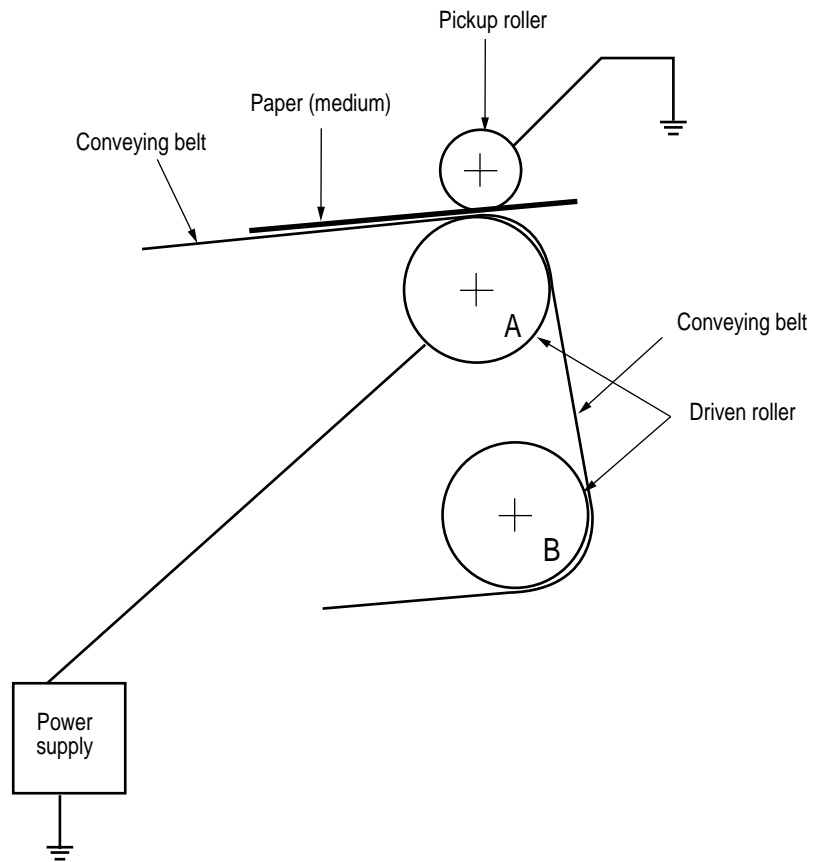 Pickup roller
Paper (medium)
Conveying belt
A
Conveying belt
Driven roller
B
Power
supply